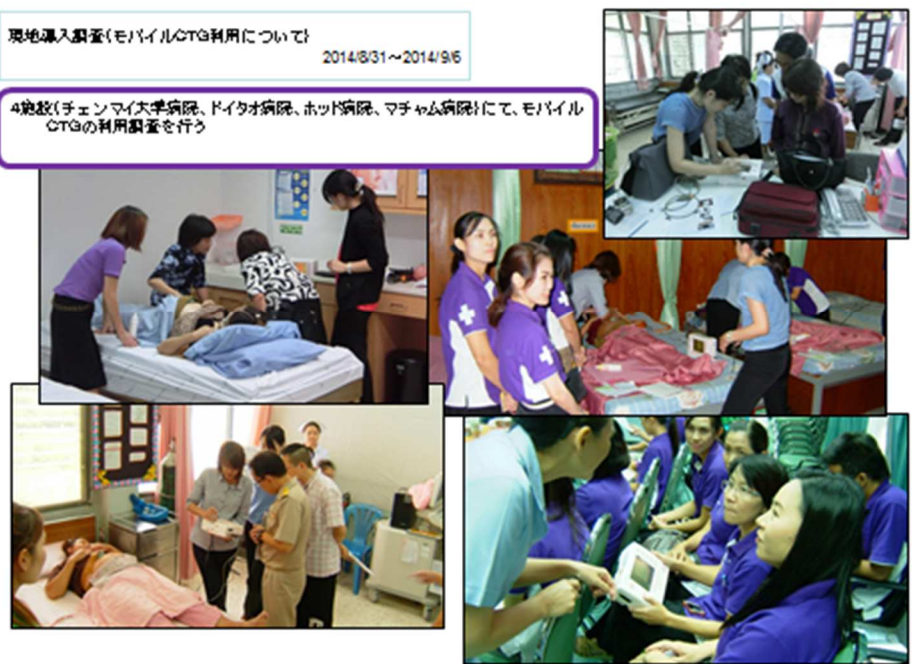 現地導入調査(モバイルCTG利用について)
2014/8/31~2014/9/6
4施設(チェンマイ大学病院、ドイタオ病院、ホッド病院、マチャム病院)にて、モバイル
CTGの利用調査を行う